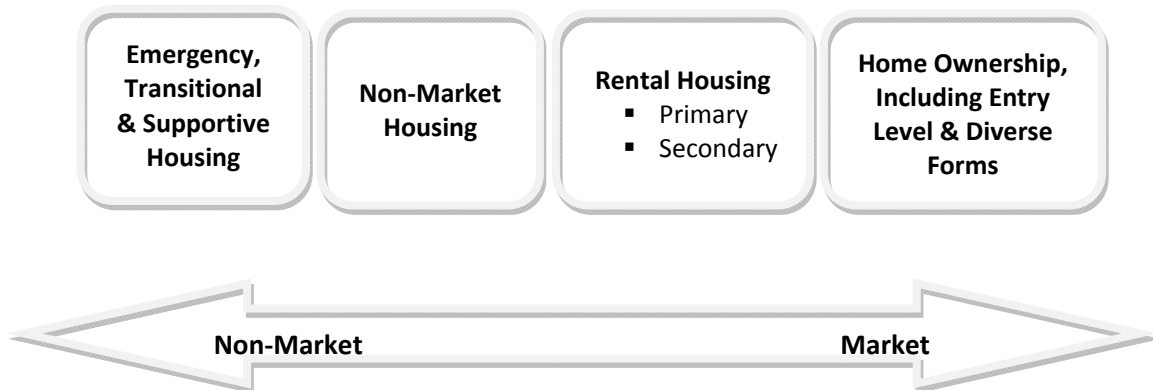 Emergency,
Transitional
& Supportive
Housing
Non-Market
Housing
Rental Housing
▪ Primary
▪ Secondary
Home Ownership,
Including Entry
Level & Diverse
Forms
Non-Market
Market